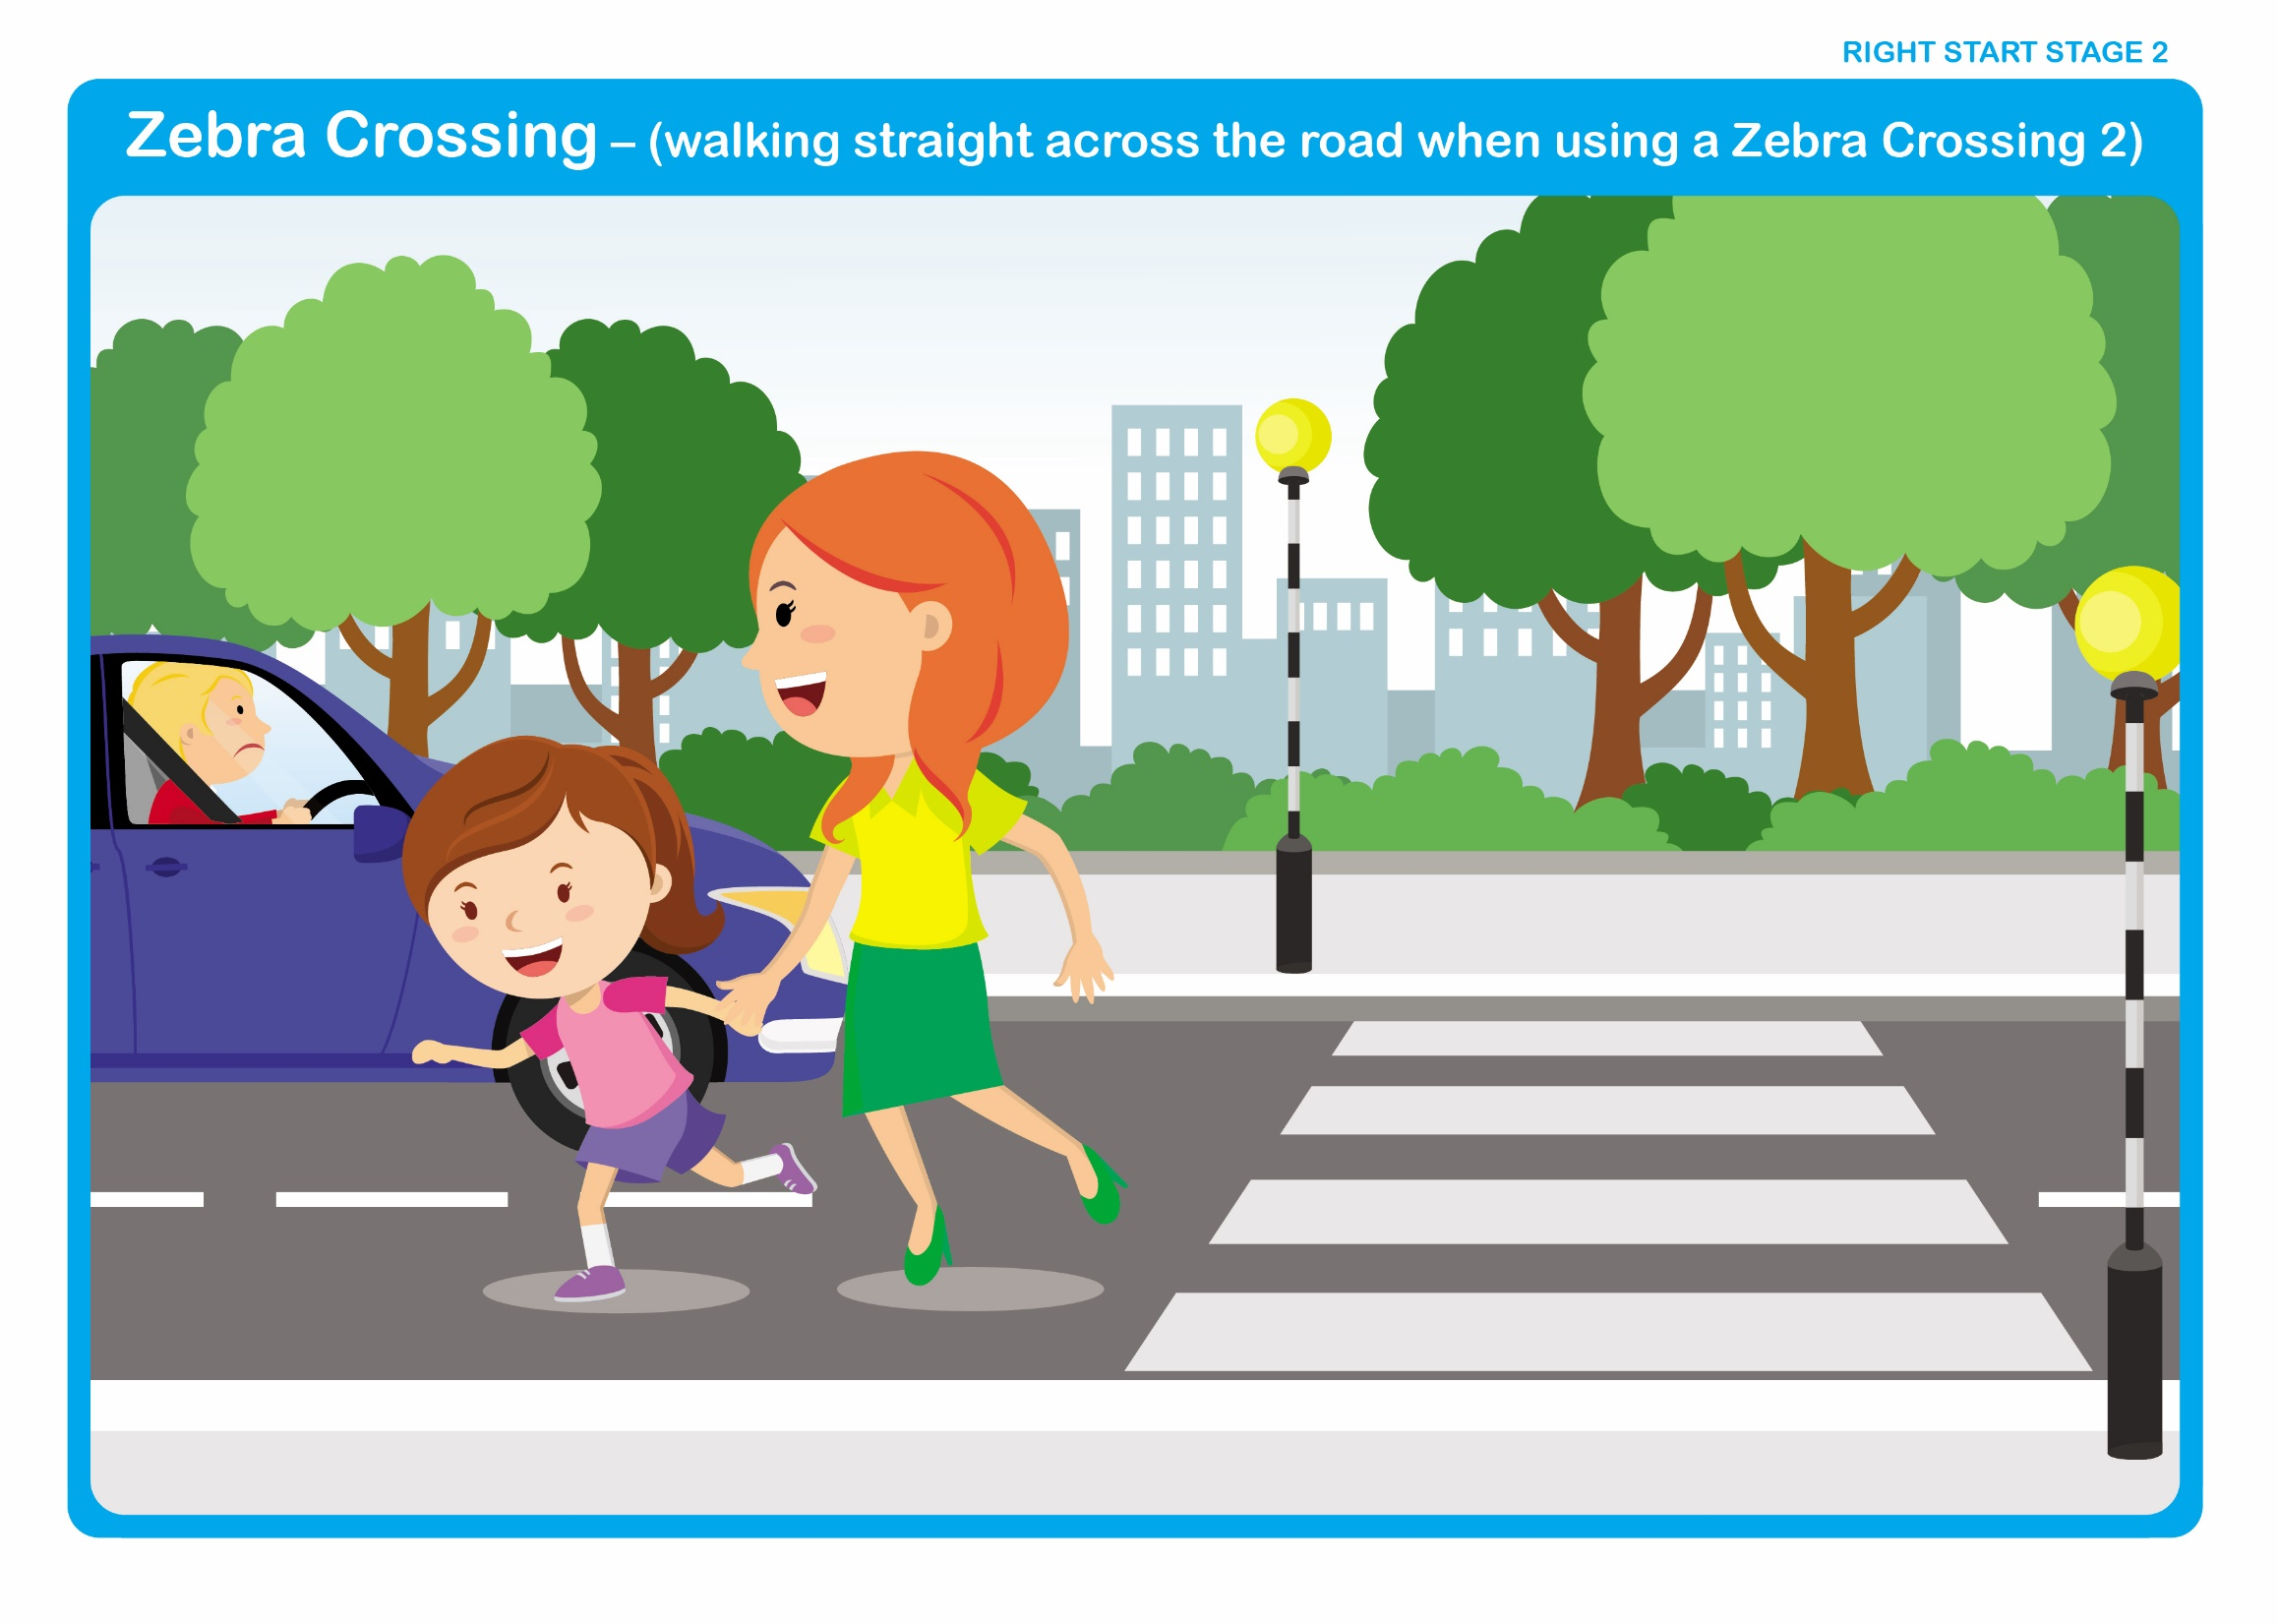 RIGHT START STAGE 2
Zebra Crossing – (walking straight across the road when using a Zebra Crossing 2)